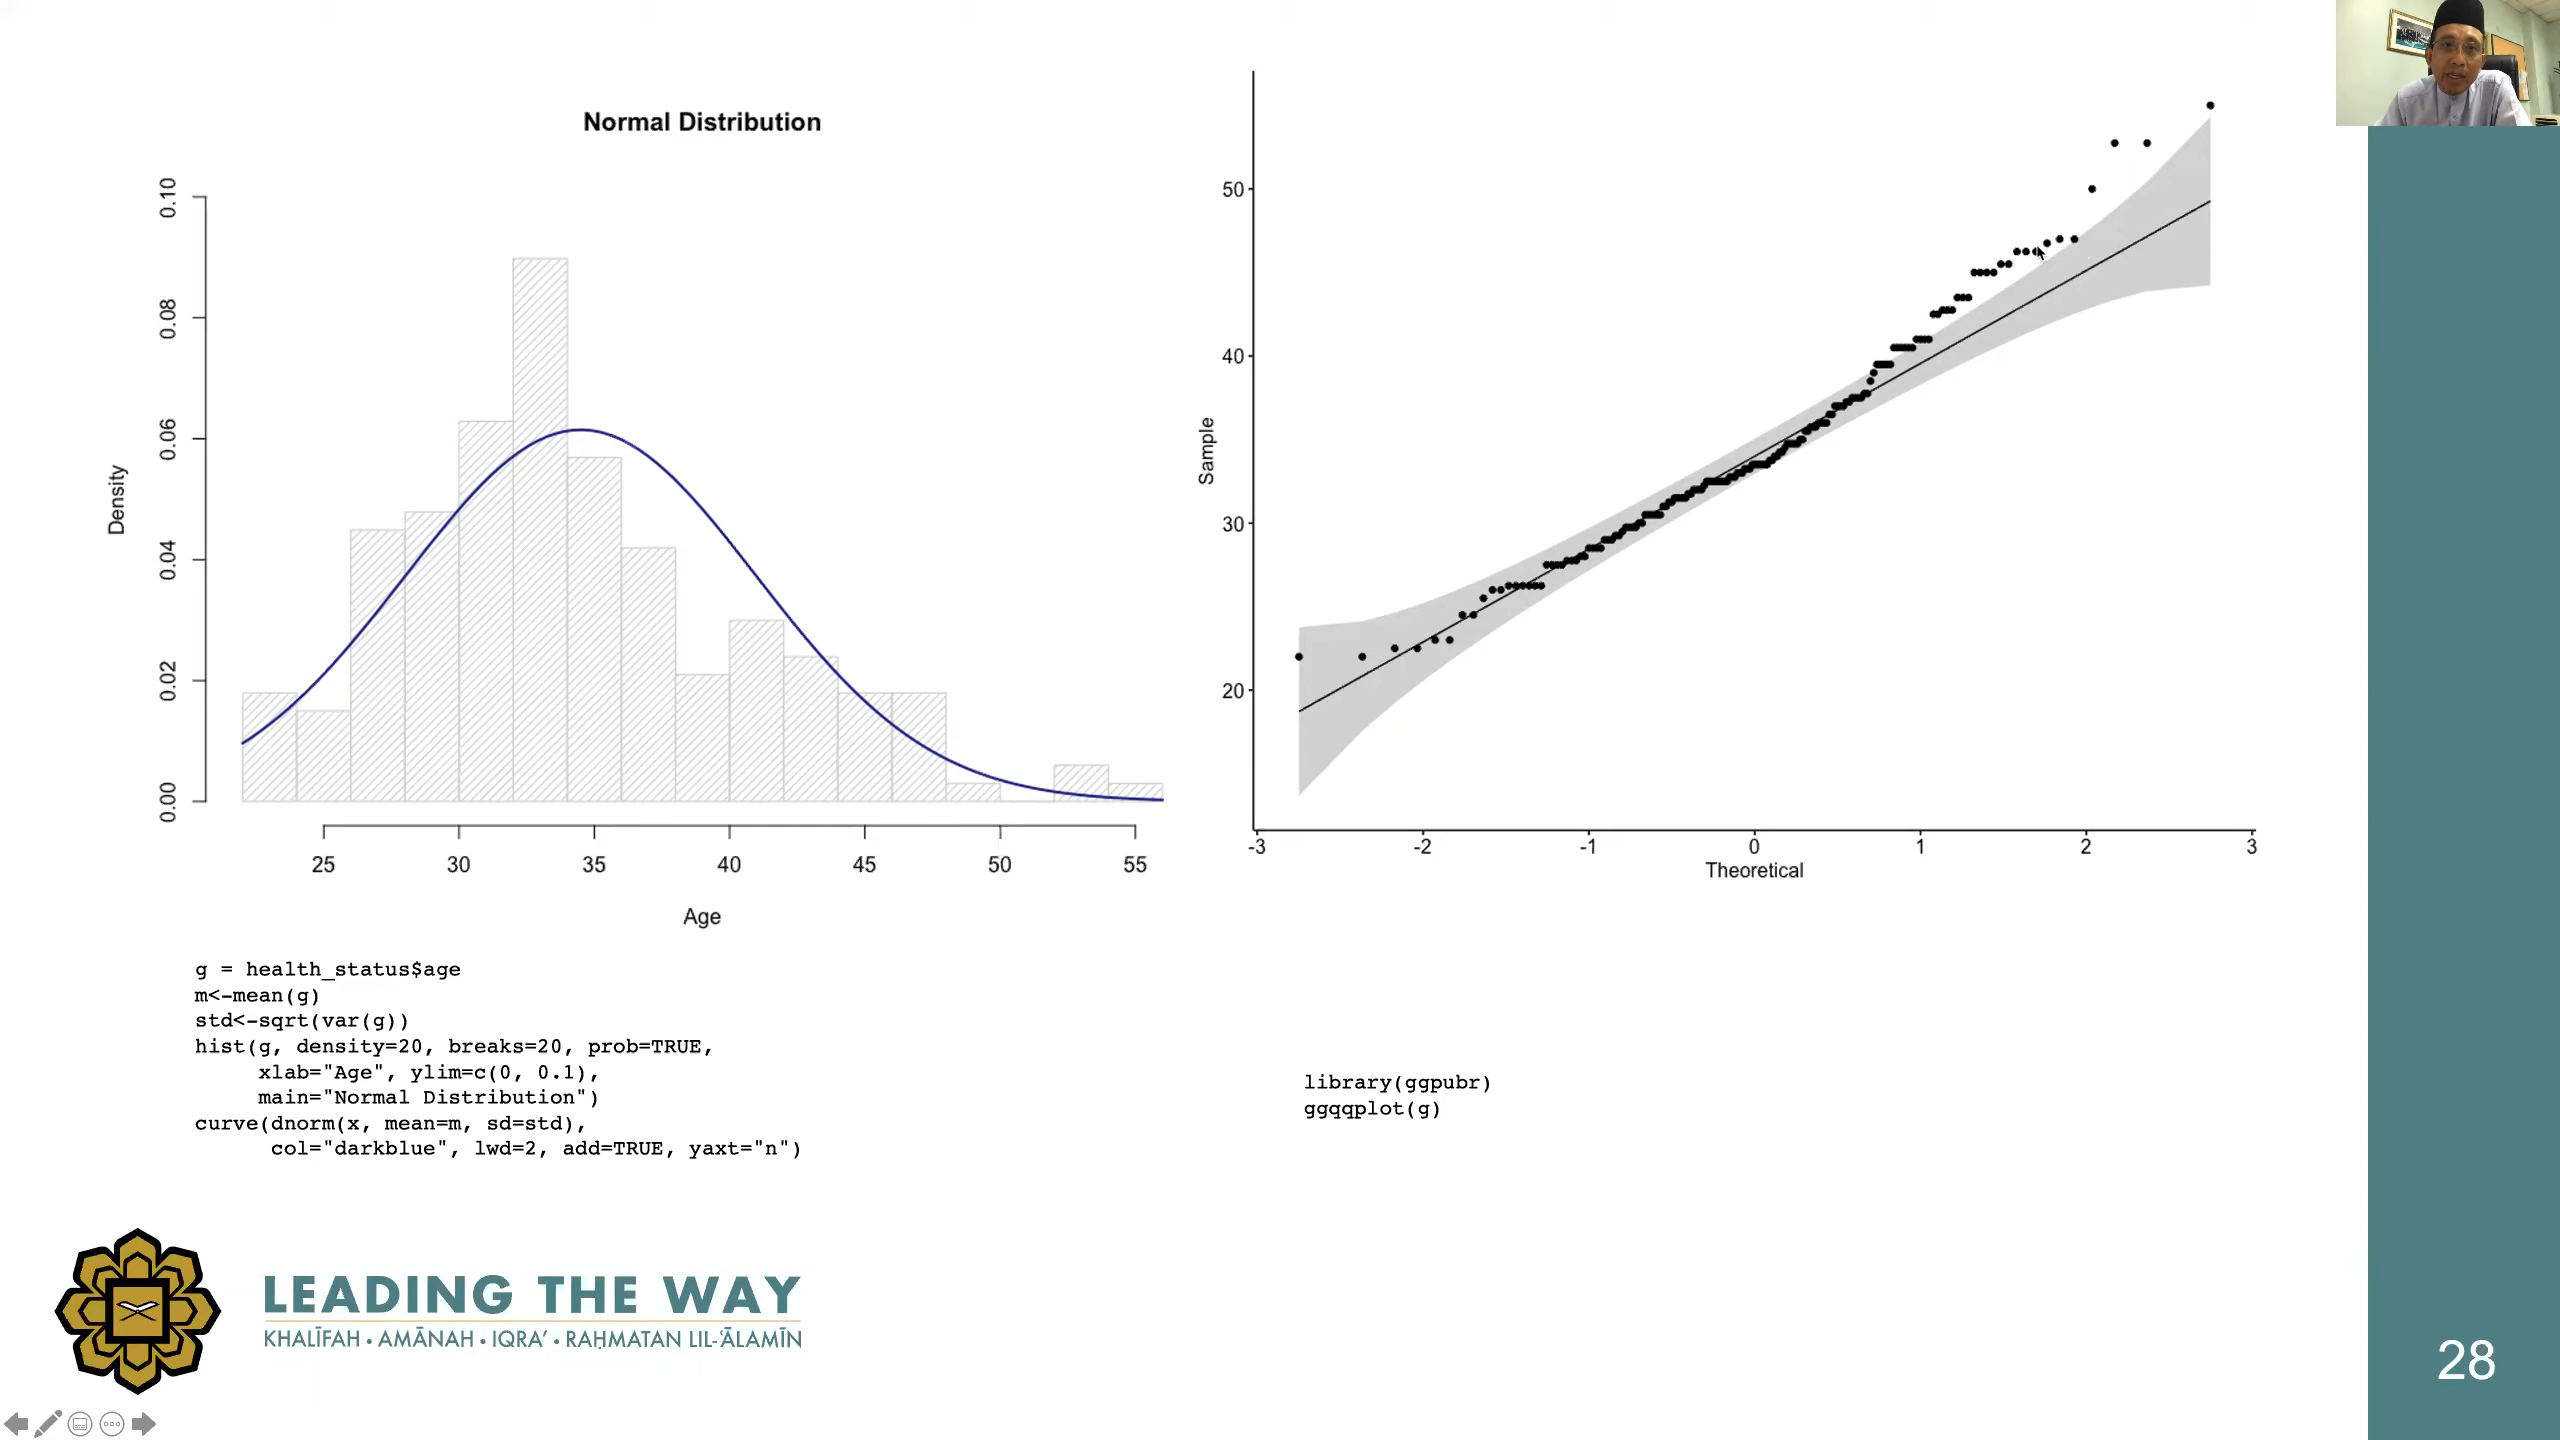 Normal Distribution
Density
0.10
0.08
0.06
0.04
0.02
0.00
25 30 35 40 45 50 55
Age
Sample
50
40
30
20
-3 -2 -1 0 1 2 3
Theoretical
g = health_status$age
m<-mean(g)
std<-sqrt(var(g))
hist(g, density=20, breaks=20, prob=TRUE,
xlab="Age", ylim=c(0, 0.1),
main="Normal Distribution")
curve(dnorm(x, mean=m, sd=std),
col="darkblue", lwd=2, add=TRUE, yaxt="n")
library(ggpubr)
ggqqplot(g)
LEADING THE WAY
KHALĪFAH • AMĀNAH • IQRA’ • RAḤMATAN LIL-ʿĀLAMĪN
28